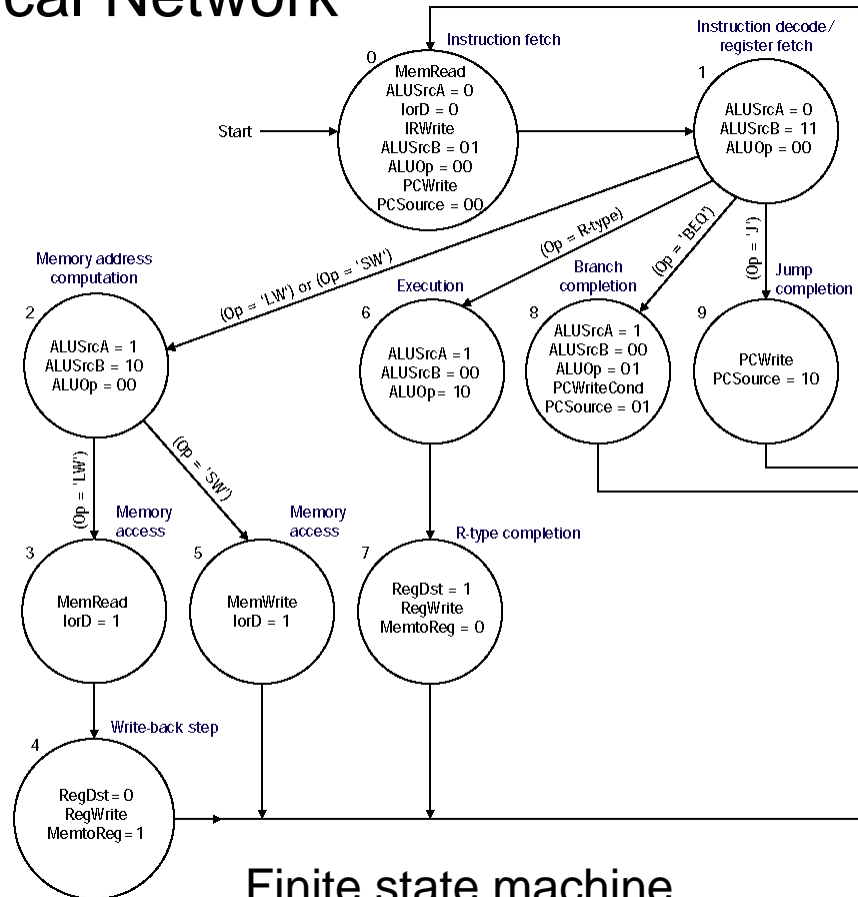 cal Network
Instruction fetch
0
MemRead
ALUSrcA = 0
IorD = 0
IRWrite
ALUSrcB = 01
ALUOp = 00
PCWrite
PCSource = 00
Start
Instruction decode/
register fetch
1
ALUSrcA = 0
ALUSrcB = 11
ALUOp = 00
(Op = 'LW') or (Op = 'SW')
(Op = R-type)
(Op = 'BEQ')
(Op = 'J')
Memory address
computation
2
ALUSrcA = 1
ALUSrcB = 10
ALUOp = 00
Execution
6
ALUSrcA =1
ALUSrcB = 00
ALUOp= 10
Branch
completion
8
ALUSrcA = 1
ALUSrcB = 00
ALUOp = 01
PCWriteCond
PCSource = 01
Jump
completion
9
PCWrite
PCSource = 10
(Op = 'LW')
(Op = 'SW')
Memory
access
3
MemRead
IorD = 1
Memory
access
5
MemWrite
IorD = 1
R-type completion
7
RegDst = 1
RegWrite
MemtoReg = 0
Write-back step
4
RegDst=0
RegWrite
MemtoReg=1
Finite state machine